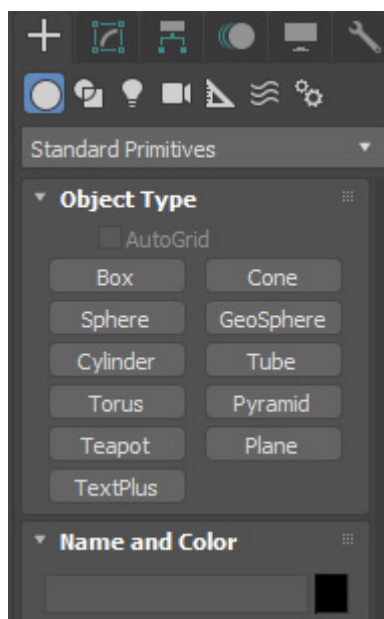 Standard Primitives
Object Type
AutoGrid
Box Cone
Sphere GeoSphere
Cylinder Tube
Torus Pyramid
Teapot Plane
TextPlus
Name and Color